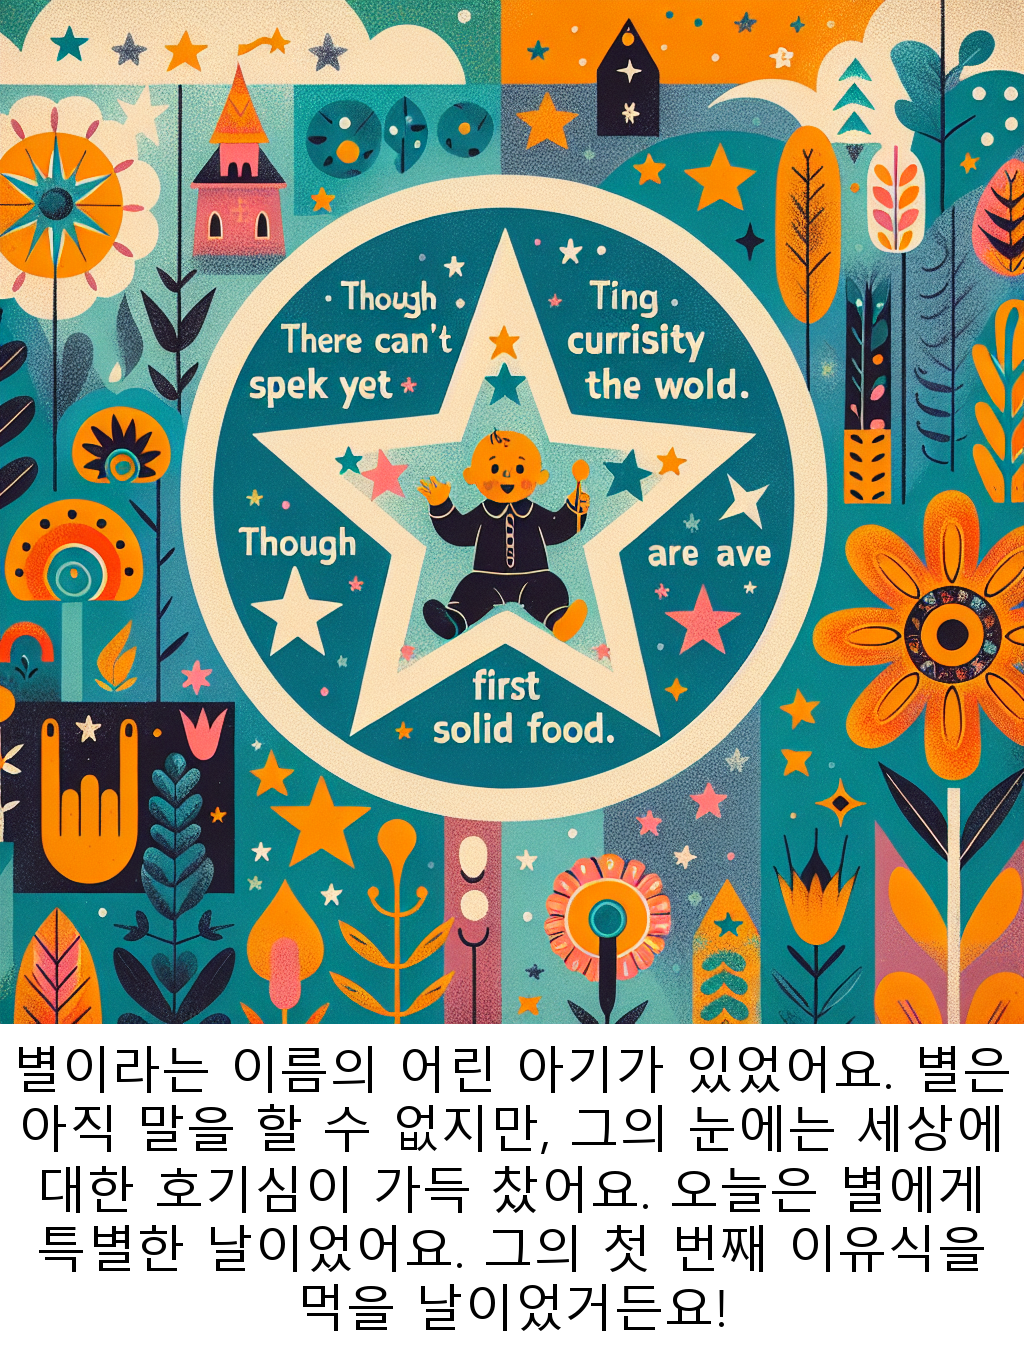 Though
There can't
spek yet
Ting
currisity
the wold.
Though
are ave
first
solid food.
별이라는 이름의 어린 아기가 있었어요. 별은
아직 말을 할 수 없지만, 그의 눈에는 세상에
대한 호기심이 가득 찼어요. 오늘은 별에게
특별한 날이었어요. 그의 첫 번째 이유식을
먹을 날이었거든요!